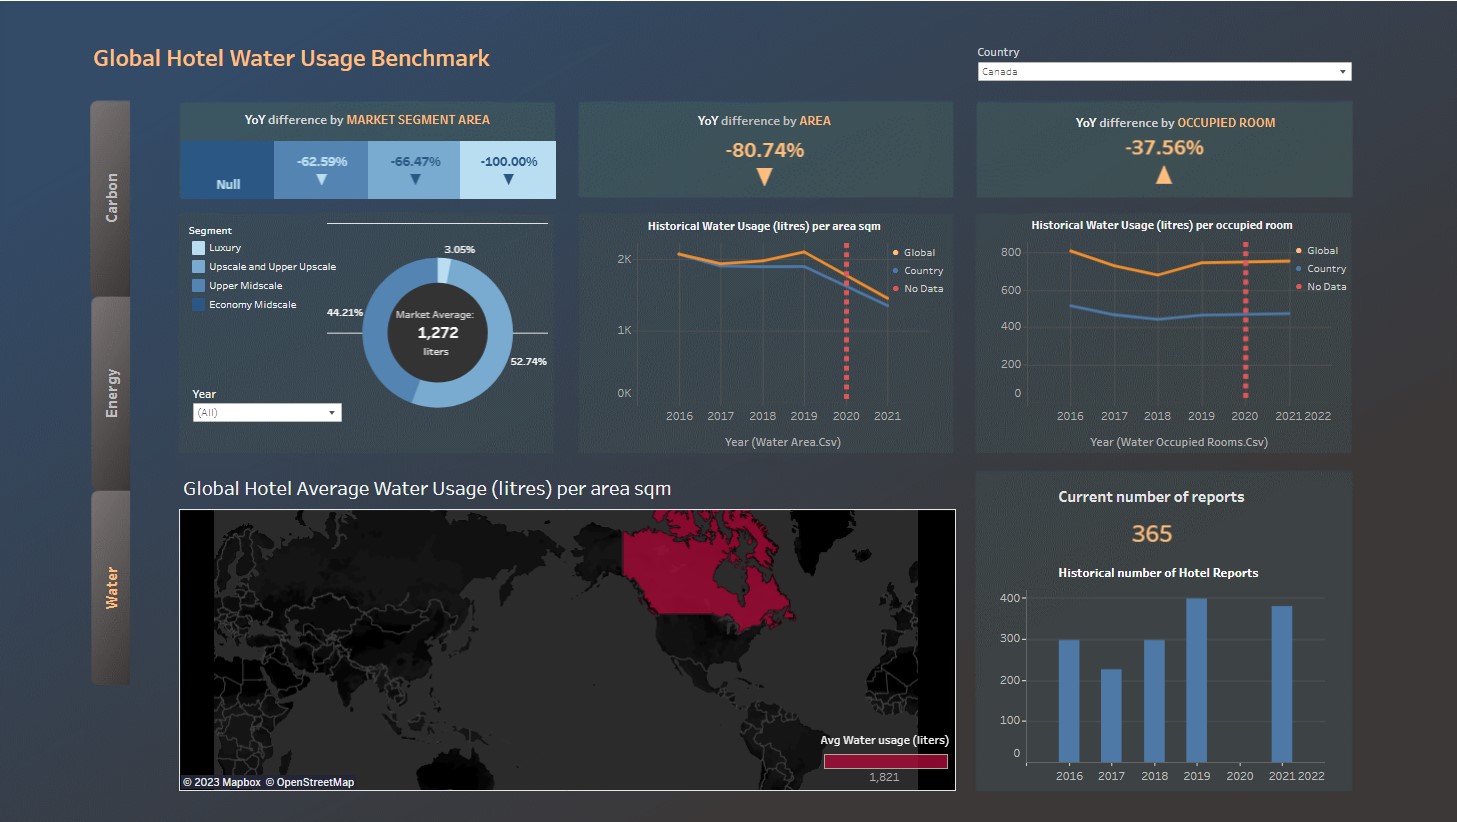 Global Hotel Water Usage Benchmark
Country
Canada
Carbon
Energy
Water
YoY difference by MARKET SEGMENT AREA
Null
-62.59%
-66.47%
-100.00%
YoY difference by AREA
-80.74%
YoY difference by OCCUPIED ROOM
-37.56%
Segment
Luxury
Upscale and Upper Upscale
Upper Midscale
Economy Midscale
3.05%
44.21%
52.74%
Market Average:
1,272
liters
Year
(All)
Historical Water Usage (litres) per area sqm
2K
1K
0K
Global
Country
No Data
2016 2017 2018 2019 2020 2021
Year (Water Area.Csv)
Historical Water Usage (litres) per occupied room
800
600
400
200
0
Global
Country
No Data
2016 2017 2018 2019 2020 2021 2022
Year (Water Occupied Rooms.Csv)
Global Hotel Average Water Usage (litres) per area sqm
Avg Water usage (liters)
1,821
© 2023 Mapbox © OpenStreetMap
Current number of reports
365
Historical number of Hotel Reports
400
300
200
100
0
2016 2017 2018 2019 2020 2021 2022